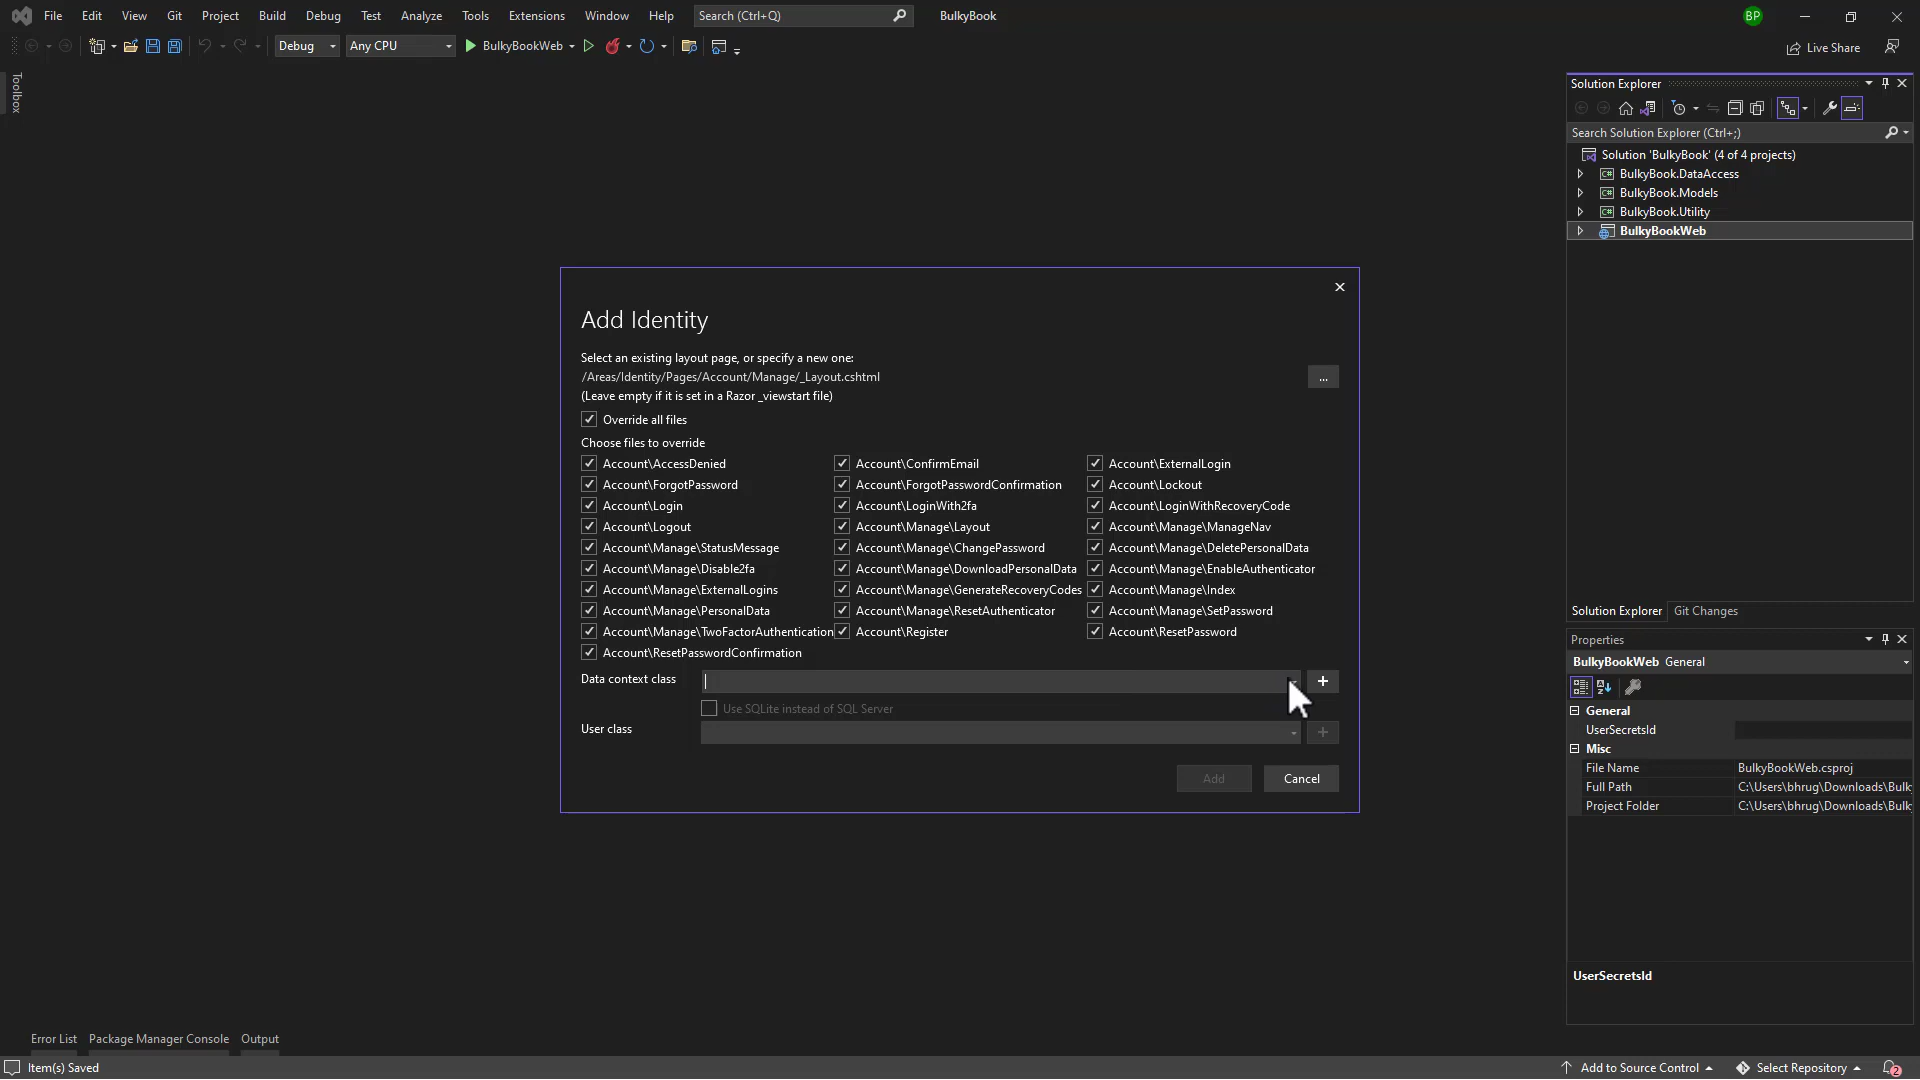 File Edit View Git Project Build Debug Test Analyze Tools Extensions Window Help Search (Ctrl+Q) BulkyBook BP
Debug Any CPU BulkyBookWeb Live Share
Toolbox
Solution Explorer
Search Solution Explorer (Ctrl+;)
Solution 'BulkyBook' (4 of 4 projects)
BulkyBook.DataAccess
BulkyBook.Models
BulkyBook.Utility
BulkyBookWeb
Add Identity
Select an existing layout page, or specify a new one:
/Areas/Identity/Pages/Account/Manage/_Layout.cshtml
...
(Leave empty if it is set in a Razor _viewstart file)
Override all files
Choose files to override
Account\AccessDenied Account\ConfirmEmail Account\ExternalLogin
Account\ForgotPassword Account\ForgotPasswordConfirmation Account\Lockout
Account\Login Account\LoginWith2fa Account\LoginWithRecoveryCode
Account\Logout Account\Manage\Layout Account\Manage\ManageNav
Account\Manage\StatusMessage Account\Manage\ChangePassword Account\Manage\DeletePersonalData
Account\Manage\Disable2fa Account\Manage\DownloadPersonalData Account\Manage\EnableAuthenticator
Account\Manage\ExternalLogins Account\Manage\GenerateRecoveryCodes Account\Manage\Index
Account\Manage\PersonalData Account\Manage\ResetAuthenticator Account\Manage\SetPassword
Account\Manage\TwoFactorAuthentication Account\Register Account\ResetPassword
Account\ResetPasswordConfirmation
Data context class
Use SQLite instead of SQL Server
User class
Add Cancel
Solution Explorer Git Changes
Properties
BulkyBookWeb General
General
UserSecretsId
Misc
File Name BulkyBookWeb.csproj
Full Path C:\Users\bhrug\Downloads\Bulk
Project Folder C:\Users\bhrug\Downloads\Bulk
UserSecretsId
Error List Package Manager Console Output
Item(s) Saved Add to Source Control Select Repository 2